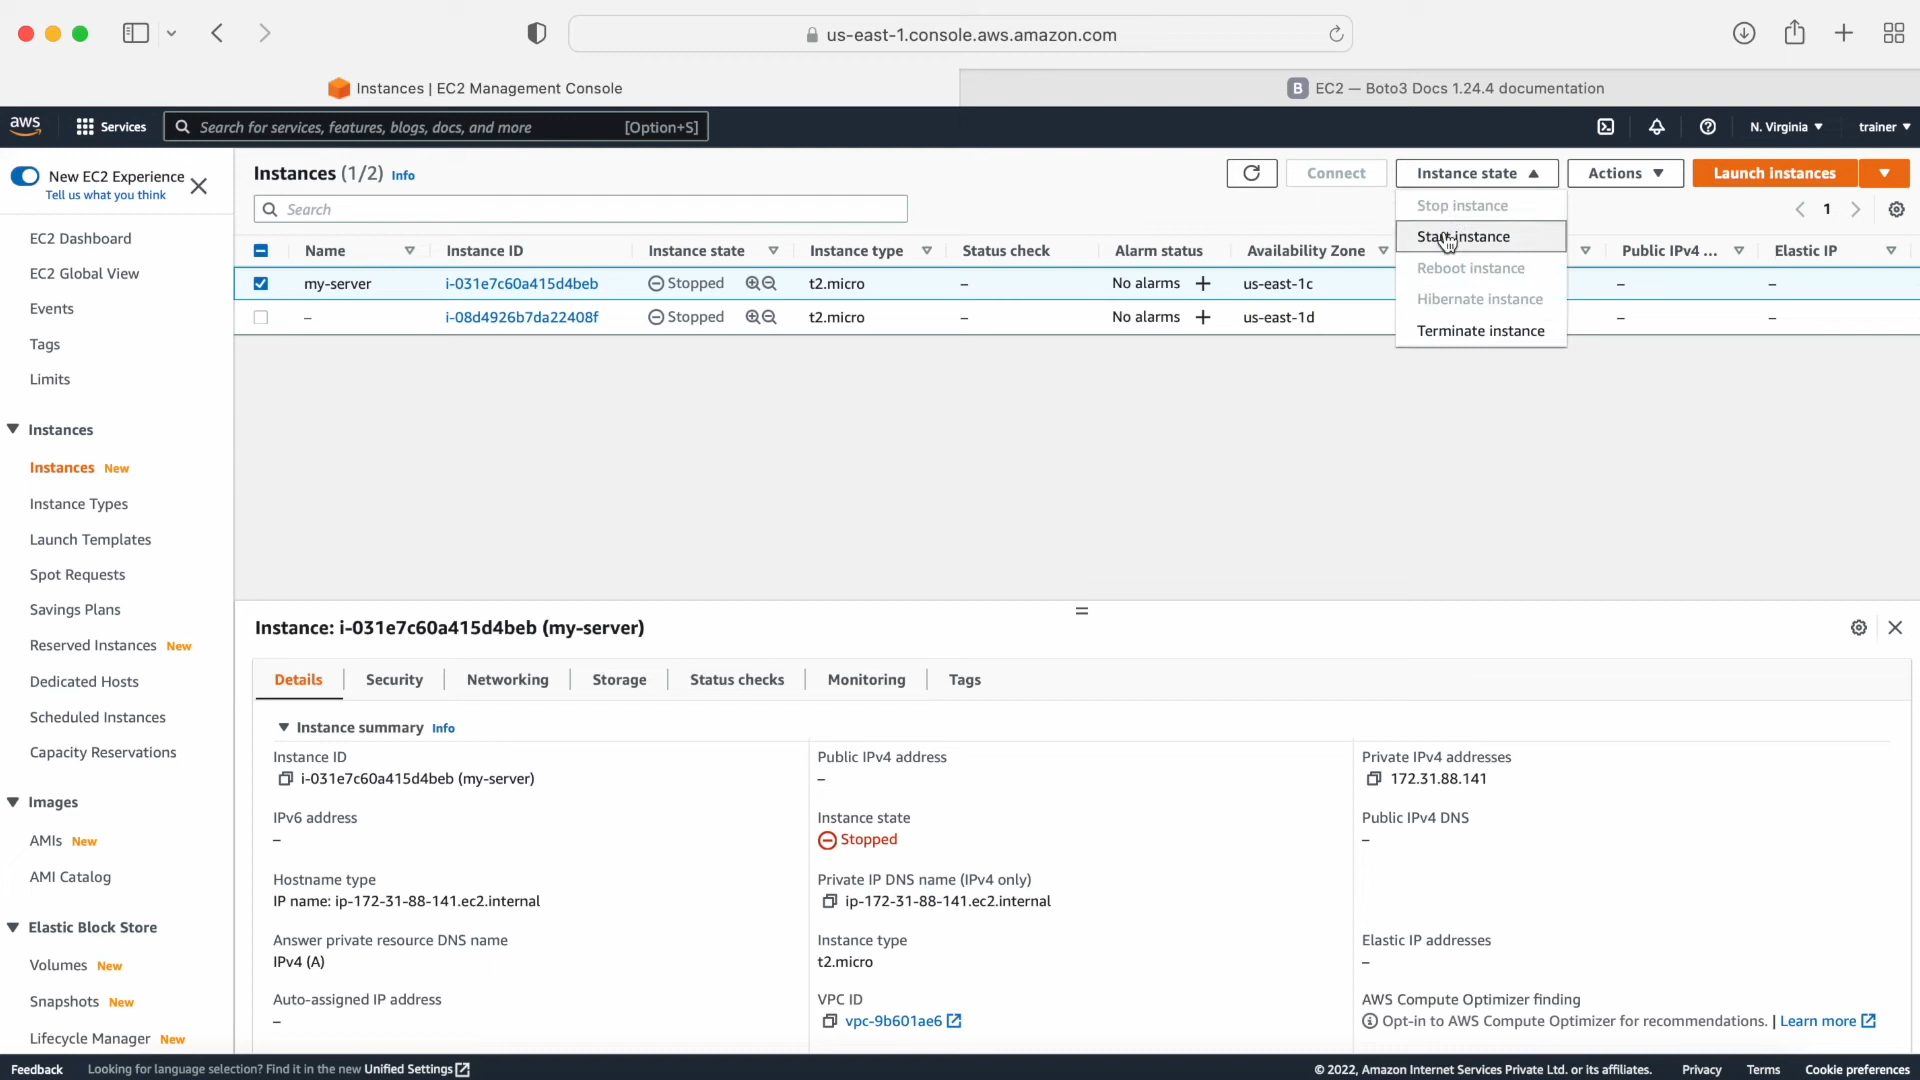 us-east-1.console.aws.amazon.com
Instances | EC2 Management Console
B EC2 — Boto3 Docs 1.24.4 documentation
aws Services Search for services, features, blogs, docs, and more [Option+S] N. Virginia trainer
New EC2 Experience
Tell us what you think
EC2 Dashboard
EC2 Global View
Events
Tags
Limits
Instances
Instances New
Instance Types
Launch Templates
Spot Requests
Savings Plans
Reserved Instances New
Dedicated Hosts
Scheduled Instances
Capacity Reservations
Images
AMIs New
AMI Catalog
Elastic Block Store
Volumes New
Snapshots New
Lifecycle Manager New
Instances (1/2) Info
Connect Instance state Actions Launch instances
Search
1
Stop instance
Start instance
Reboot instance
Hibernate instance
Terminate instance
Name Instance ID Instance state Instance type Status check Alarm status Availability Zone Public IPv4 ... Elastic IP
my-server i-031e7c60a415d4beb Stopped t2.micro – No alarms + us-east-1c – –
– i-08d4926b7da22408f Stopped t2.micro – No alarms + us-east-1d – –
Instance: i-031e7c60a415d4beb (my-server)
Details Security Networking Storage Status checks Monitoring Tags
Instance summary Info
Instance ID
i-031e7c60a415d4beb (my-server)
Public IPv4 address
–
Private IPv4 addresses
172.31.88.141
IPv6 address
–
Instance state
Stopped
Public IPv4 DNS
–
Hostname type
IP name: ip-172-31-88-141.ec2.internal
Private IP DNS name (IPv4 only)
ip-172-31-88-141.ec2.internal
Answer private resource DNS name
IPv4 (A)
Instance type
t2.micro
Elastic IP addresses
–
Auto-assigned IP address
–
VPC ID
vpc-9b601ae6
AWS Compute Optimizer finding
Opt-in to AWS Compute Optimizer for recommendations. | Learn more
Feedback Looking for language selection? Find it in the new Unified Settings © 2022, Amazon Internet Services Private Ltd. or its affiliates. Privacy Terms Cookie preferences